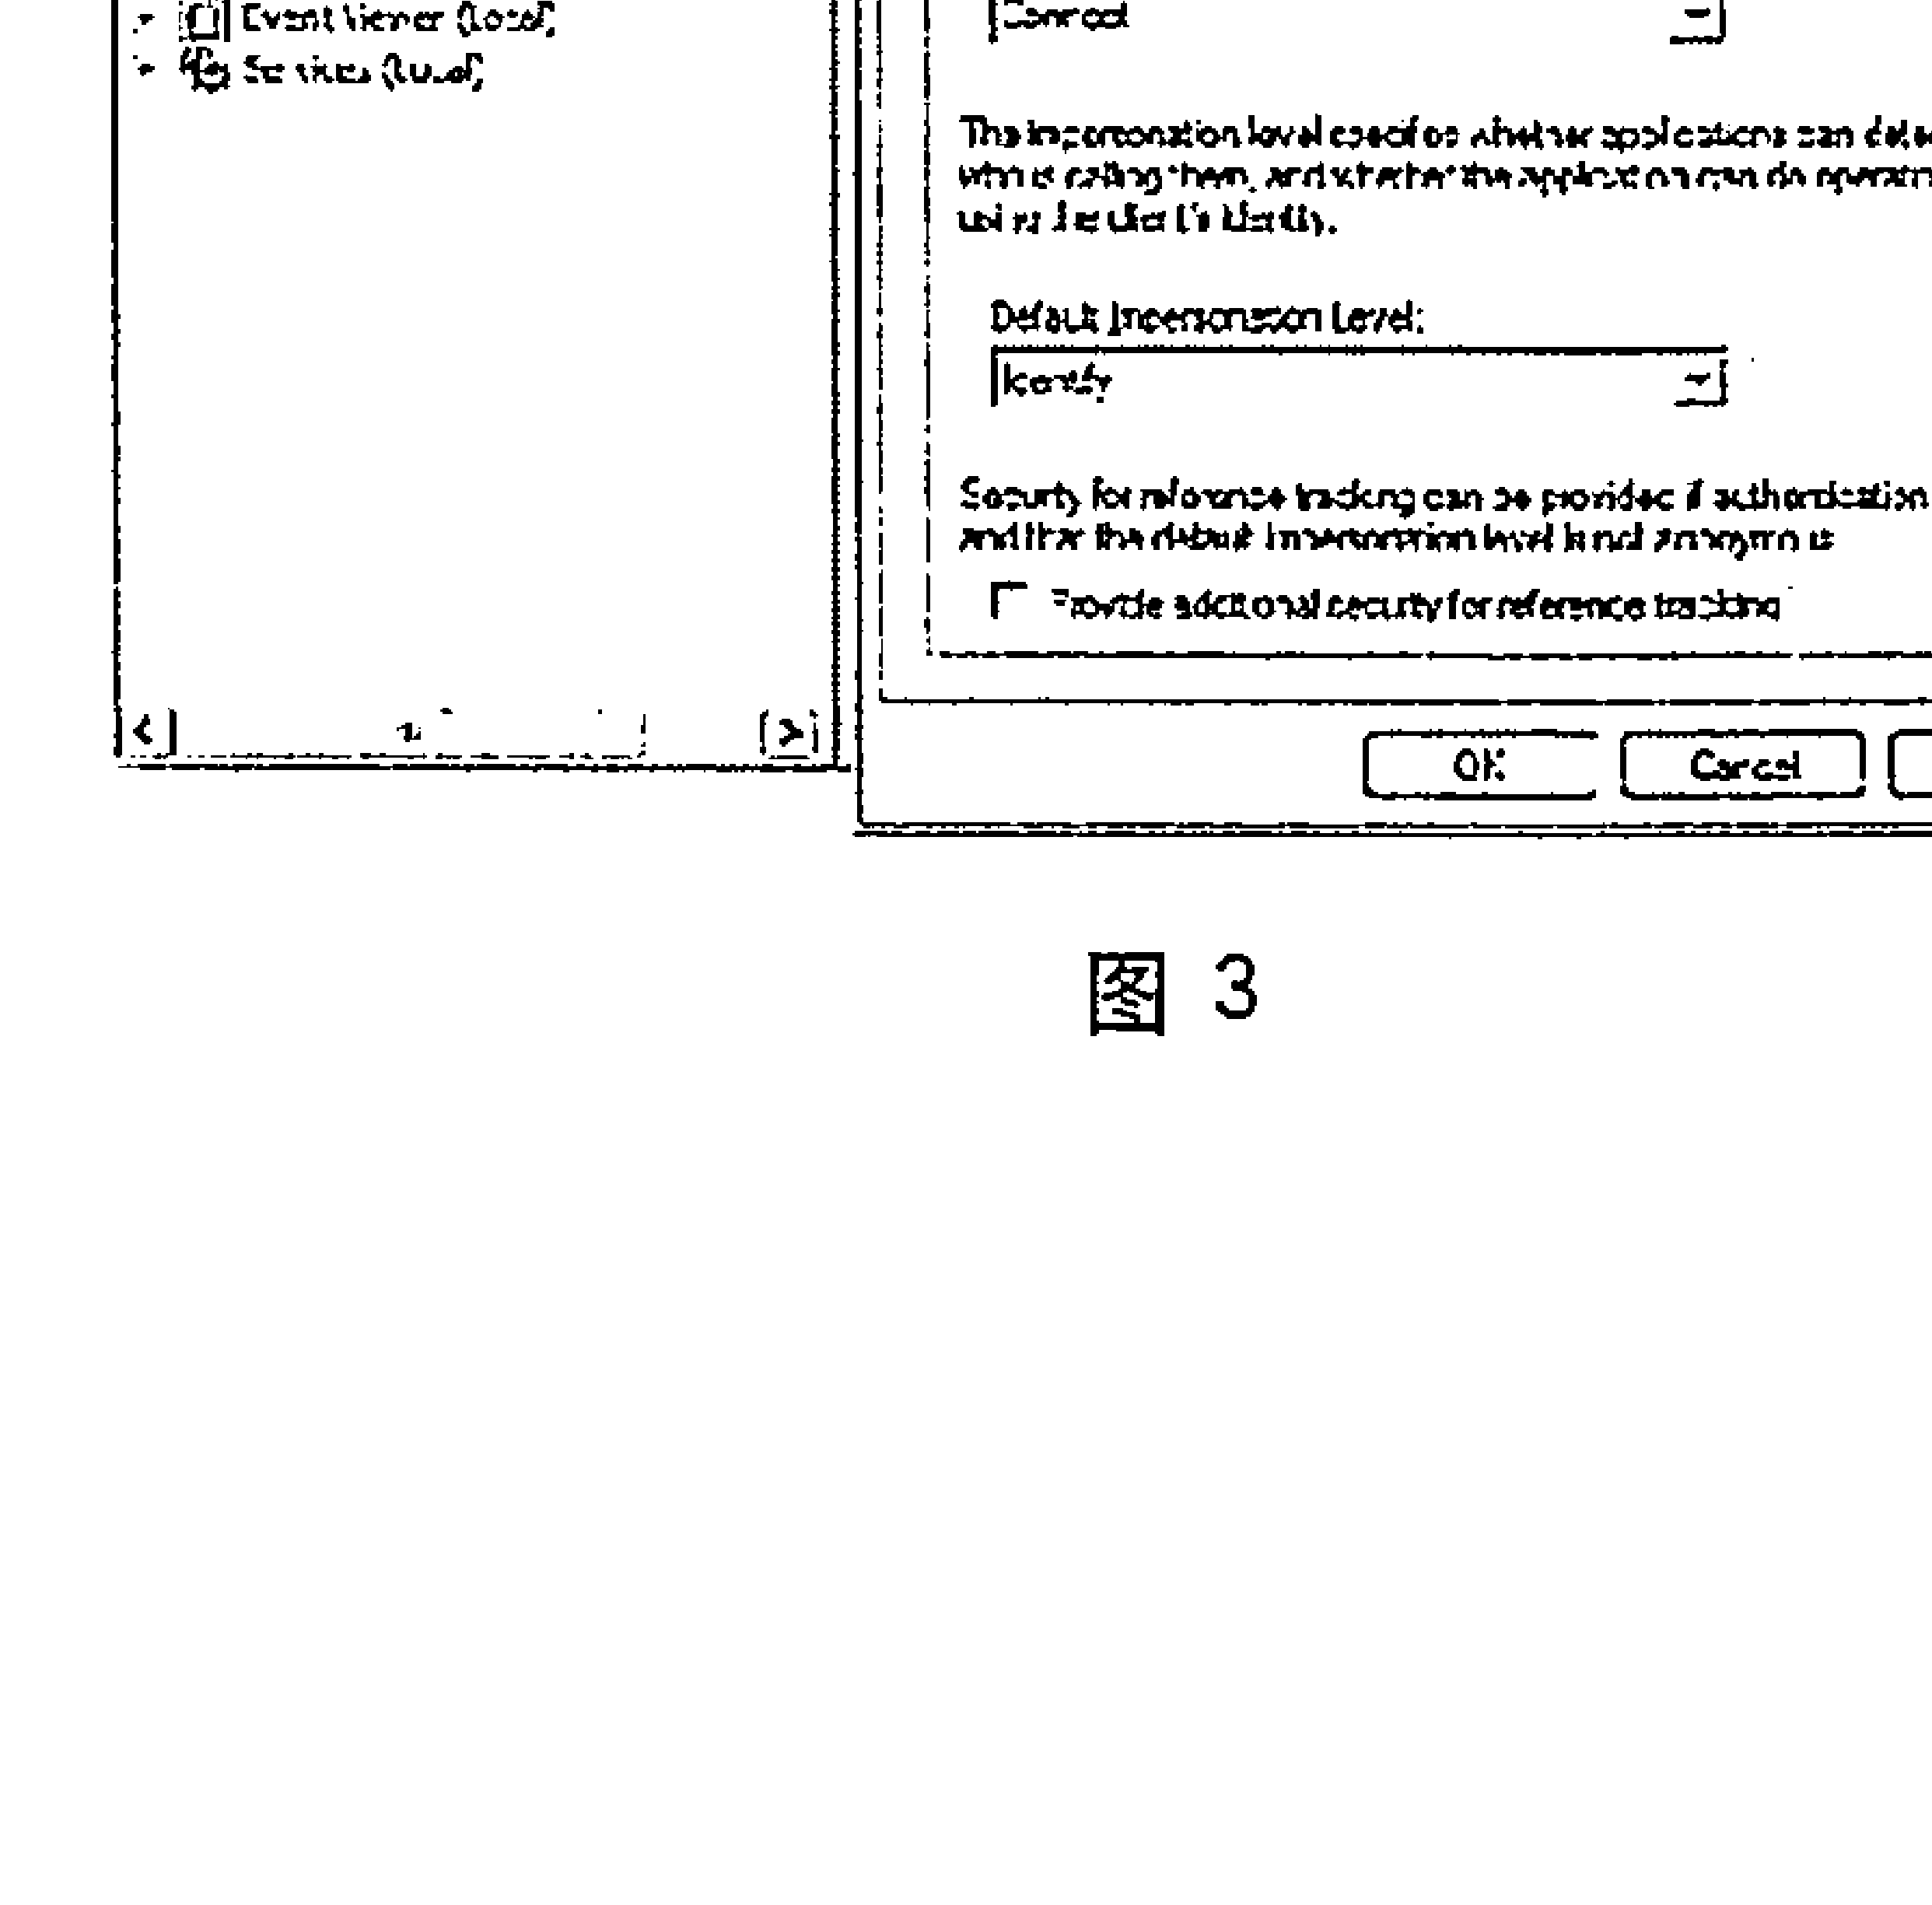 Event Viewer (Local)
Services (Local)
Connect
The impersonation level specifies whether applications can dete
who is calling them, and whether the application can do operatio
using the client's identity.
Default Impersonation Level:
Identify
Security for reference tracking can be provided if authentication
and that the default impersonation level is not anonymous
Provide additional security for reference tracking
OK
Cancel
图 3